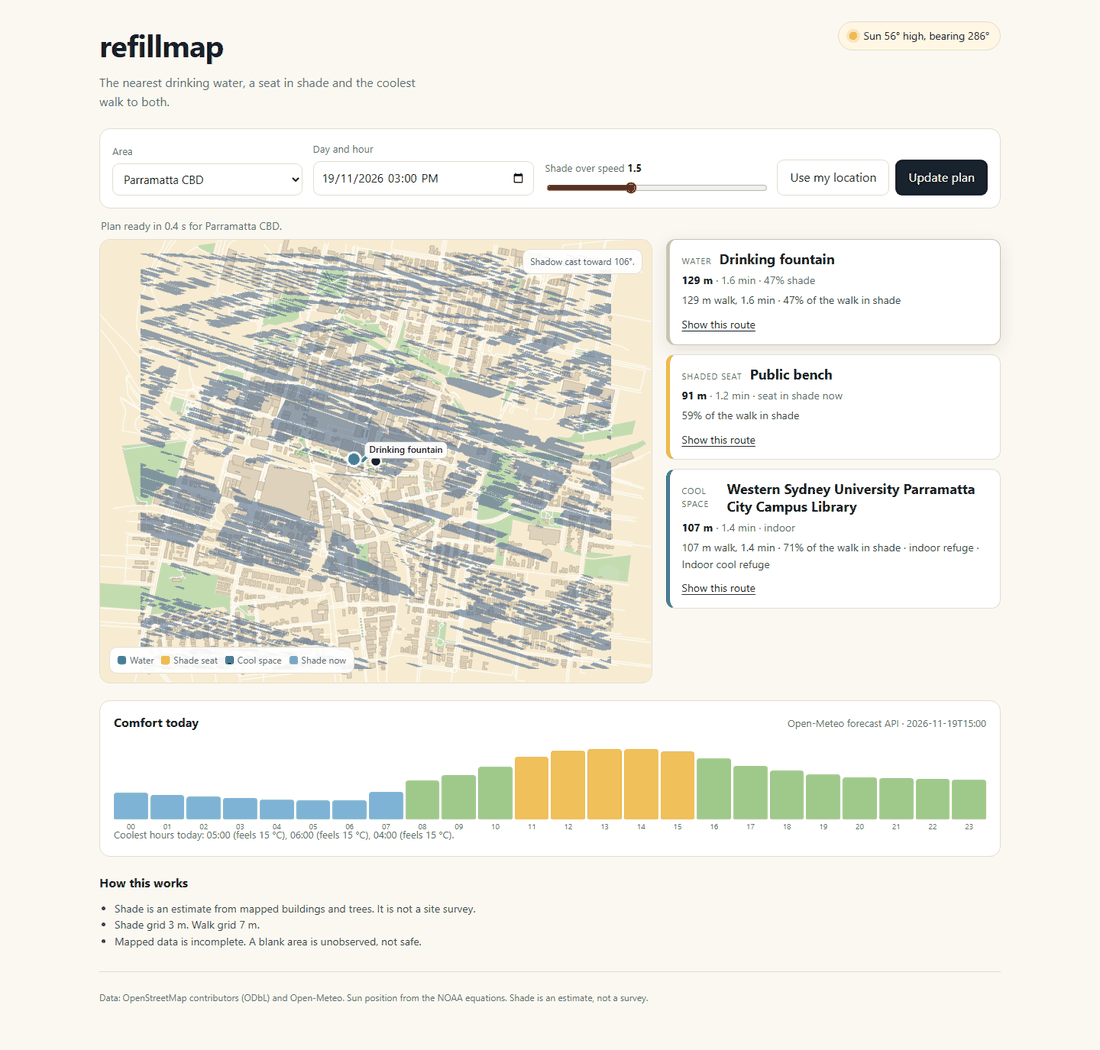 refillmap
Sun 56° high, bearing 286°
The nearest drinking water, a seat in shade and the coolest
walk to both.
Area
Day and hour
Shade over speed 1.5
Parramatta CBD
19/11/2026 03:00 PM
Use my location
Update plan
Plan ready in 0.4 s for Parramatta CBD.
Shadow cast toward 106°.
Drinking fountain
Water
Shade seat
Cool space
Shade now
WATER Drinking fountain
129 m · 1.6 min · 47% shade
129 m walk, 1.6 min · 47% of the walk in shade
Show this route
SHADED SEAT Public bench
91 m · 1.2 min · seat in shade now
59% of the walk in shade
Show this route
COOL SPACE
Western Sydney University Parramatta
City Campus Library
107 m · 1.4 min · indoor
107 m walk, 1.4 min · 71% of the walk in shade · indoor refuge ·
Indoor cool refuge
Show this route
Comfort today
Open-Meteo forecast API · 2026-11-19T15:00
00 01 02 03 04 05 06 07 08 09 10 11 12 13 14 15 16 17 18 19 20 21 22 23
Coolest hours today: 05:00 (feels 15 °C), 06:00 (feels 15 °C), 04:00 (feels 15 °C).
How this works
• Shade is an estimate from mapped buildings and trees. It is not a site survey.
• Shade grid 3 m. Walk grid 7 m.
• Mapped data is incomplete. A blank area is unobserved, not safe.
Data: OpenStreetMap contributors (ODbL) and Open-Meteo. Sun position from the NOAA equations. Shade is an estimate, not a survey.